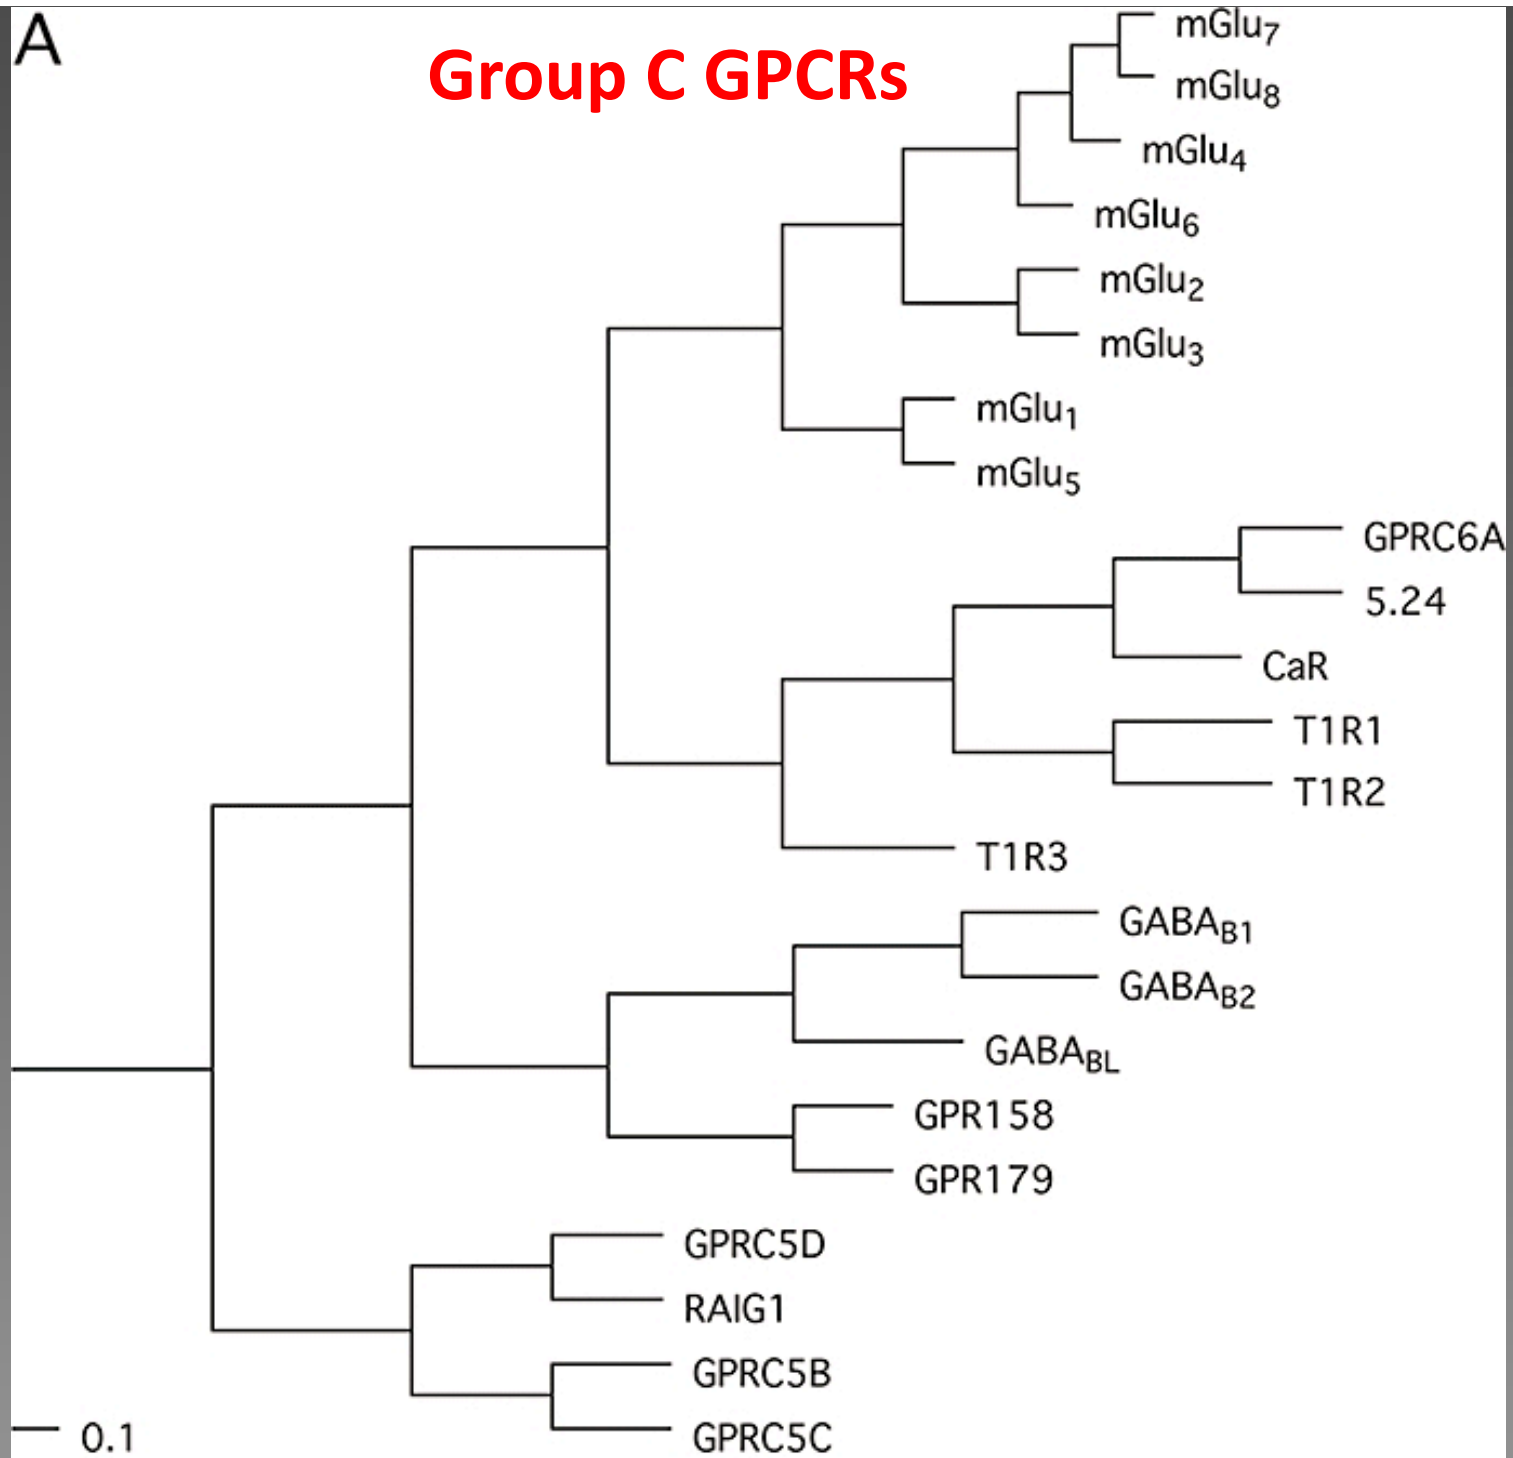 A
Group C GPCRs
mGlu7
mGlu8
mGlu4
mGlu6
mGlu2
mGlu3
mGlu1
mGlu5
GPRC6A
5.24
CaR
T1R1
T1R2
T1R3
GABAB1
GABAB2
GABABL
GPR158
GPR179
GPRC5D
RAIG1
GPRC5B
GPRC5C
0.1